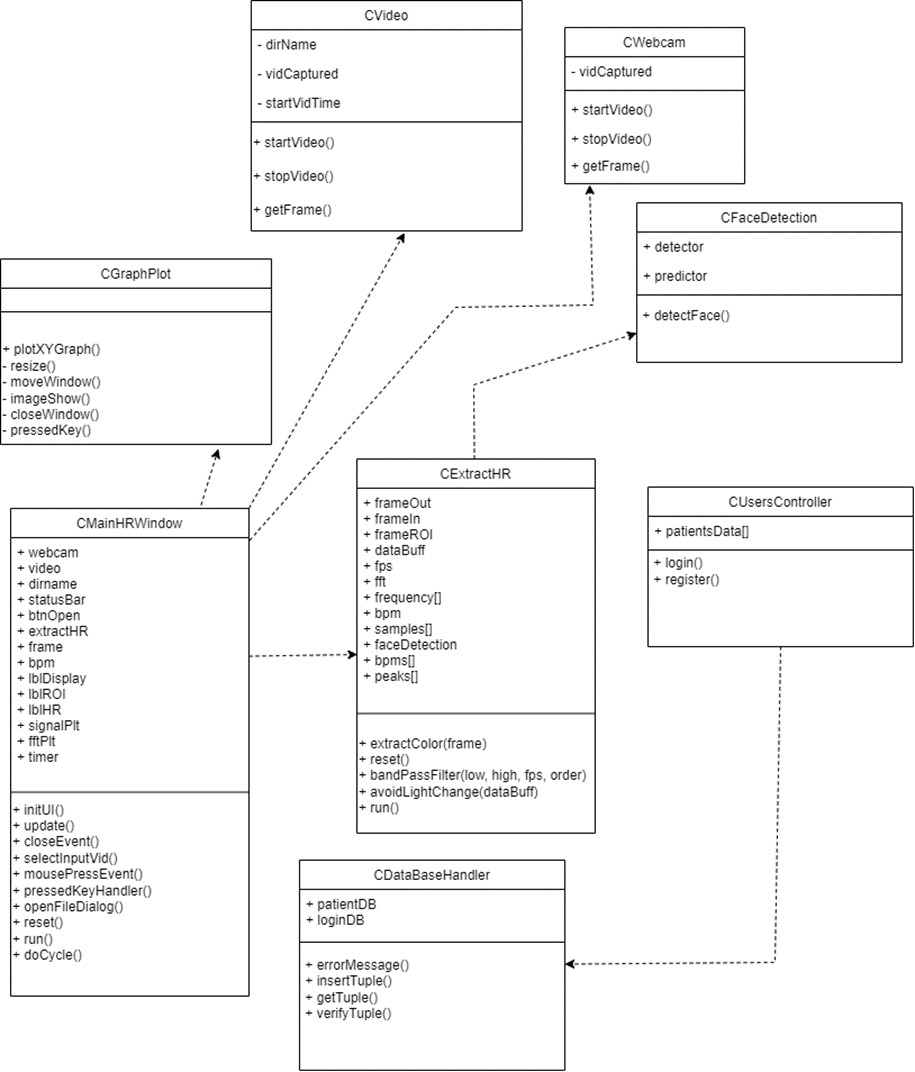 CVideo
- dirName
- vidCaptured
- startVidTime
+ startVideo()
+ stopVideo()
+ getFrame()
CWebcam
- vidCaptured
+ startVideo()
+ stopVideo()
+ getFrame()
CFaceDetection
+ detector
+ predictor
+ detectFace()
CGraphPlot
+ plotXYGraph()
- resize()
- moveWindow()
- imageShow()
- closeWindow()
- pressedKey()
CExtractHR
+ frameOut
+ frameIn
+ frameROI
+ dataBuff
+ fps
+ fft
+ frequency[]
+ bpm
+ samples[]
+ faceDetection
+ bpms[]
+ peaks[]
+ extractColor(frame)
+ reset()
+ bandPassFilter(low, high, fps, order)
+ avoidLightChange(dataBuff)
+ run()
CUsersController
+ patientsData[]
+ login()
+ register()
CMainHRWindow
+ webcam
+ video
+ dirname
+ statusBar
+ btnOpen
+ extractHR
+ frame
+ bpm
+ lblDisplay
+ lblROI
+ lblHR
+ signalPlt
+ fftPlt
+ timer
+ initUI()
+ update()
+ closeEvent()
+ selectInputVid()
+ mousePressEvent()
+ pressedKeyHandler()
+ openFileDialog()
+ reset()
+ run()
+ doCycle()
CDataBaseHandler
+ patientDB
+ loginDB
+ errorMessage()
+ insertTuple()
+ getTuple()
+ verifyTuple()